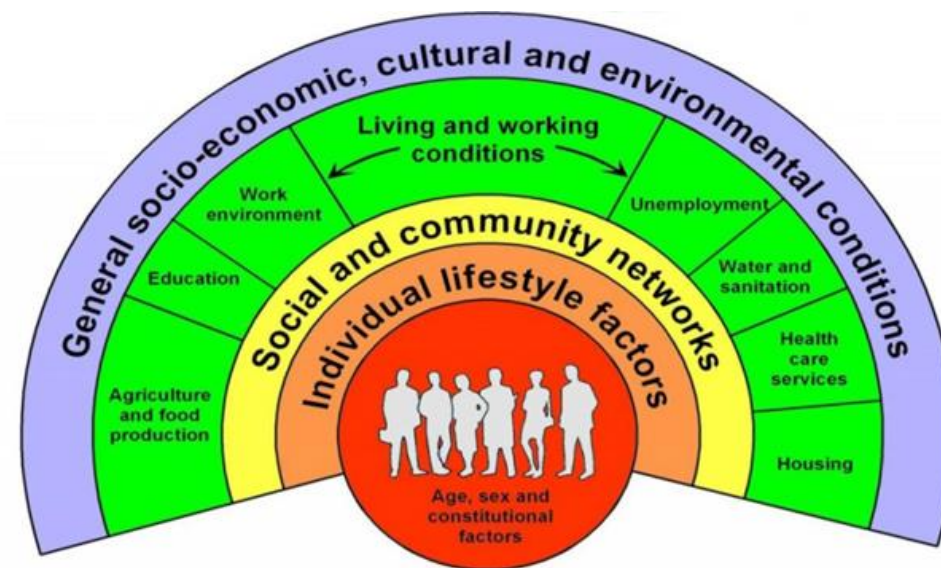 General socio-economic, cultural and environmental conditions
Living and working
conditions
Work
environment
Unemployment
Education
Water and
sanitation
Agriculture
and food
production
Health
care
services
Housing
Social and community networks
Individual lifestyle factors
Age, sex and
constitutional
factors